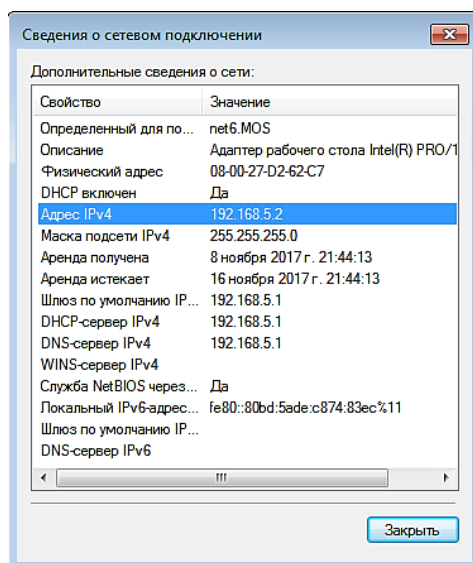 Сведения о сетевом подключении
Дополнительные сведения о сети:
Свойство Значение
Определенный для по... net6.MOS
Описание Адаптер рабочего стола Intel(R) PRO/1
Физический адрес 08-00-27-D2-62-C7
DHCP включен Да
Адрес IPv4 192.168.5.2
Маска подсети IPv4 255.255.255.0
Аренда получена 8 ноября 2017 г. 21:44:13
Аренда истекает 16 ноября 2017 г. 21:44:13
Шлюз по умолчанию IP... 192.168.5.1
DHCP-сервер IPv4 192.168.5.1
DNS-сервер IPv4 192.168.5.1
WINS-сервер IPv4
Служба NetBIOS через... Да
Локальный IPv6-адрес... fe80::80bd:5ade:c874:83ec%11
Шлюз по умолчанию IP...
DNS-сервер IPv6
Закрыть